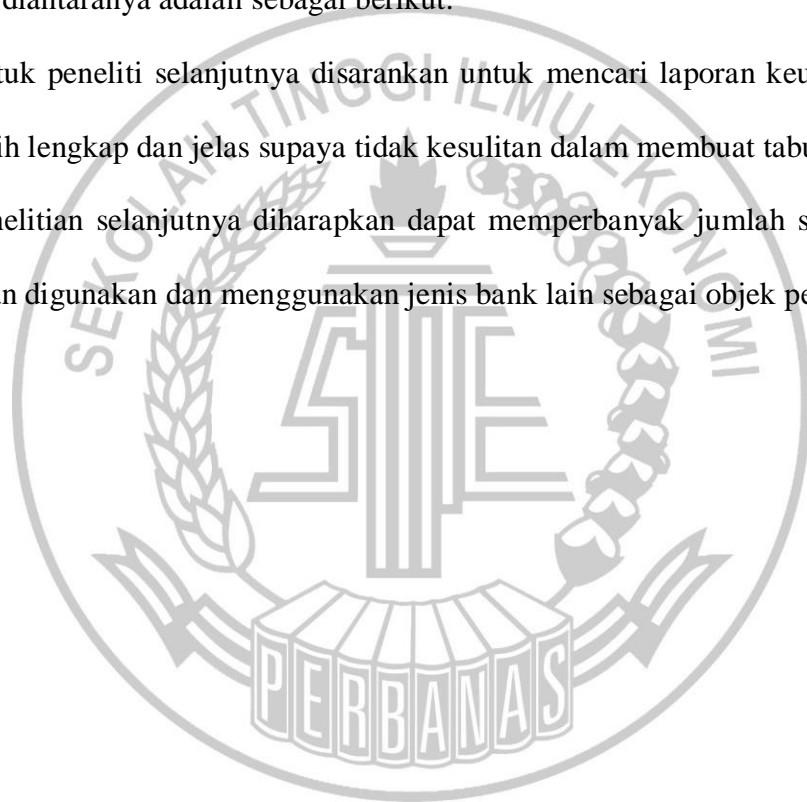 diantaranya adalah sebagai berikut.
tuk peneliti selanjutnya disarankan untuk mencari laporan keu
ih lengkap dan jelas supaya tidak kesulitan dalam membuat tabu
nelitian selanjutnya diharapkan dapat memperbanyak jumlah s
n digunakan dan menggunakan jenis bank lain sebagai objek pe
SEKOLAH TINGGI ILMU EKONOMI
STIE
PERBANAS